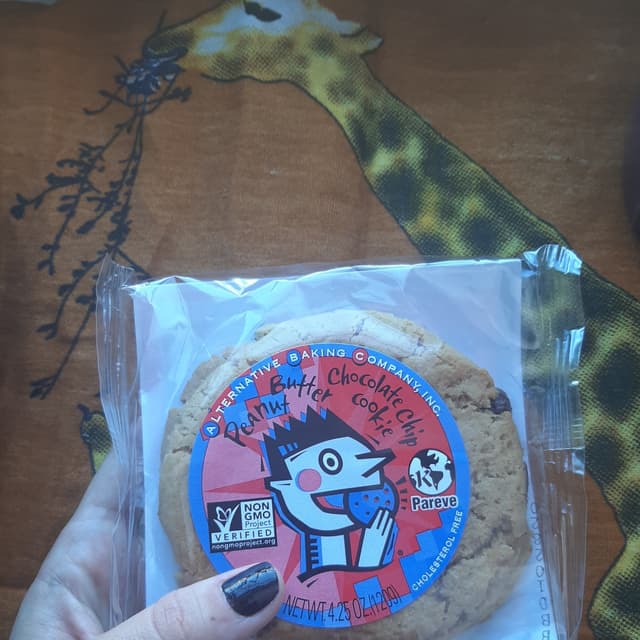 ALTERNATIVE BAKING COMPANY, INC.
Peanut Butter Chocolate Chip
cookie
NON
GMO
Project
VERIFIED
nongmoproject.org
K
Pareve
CHOLESTEROL FREE
NET WT 4.25 OZ. (120g)